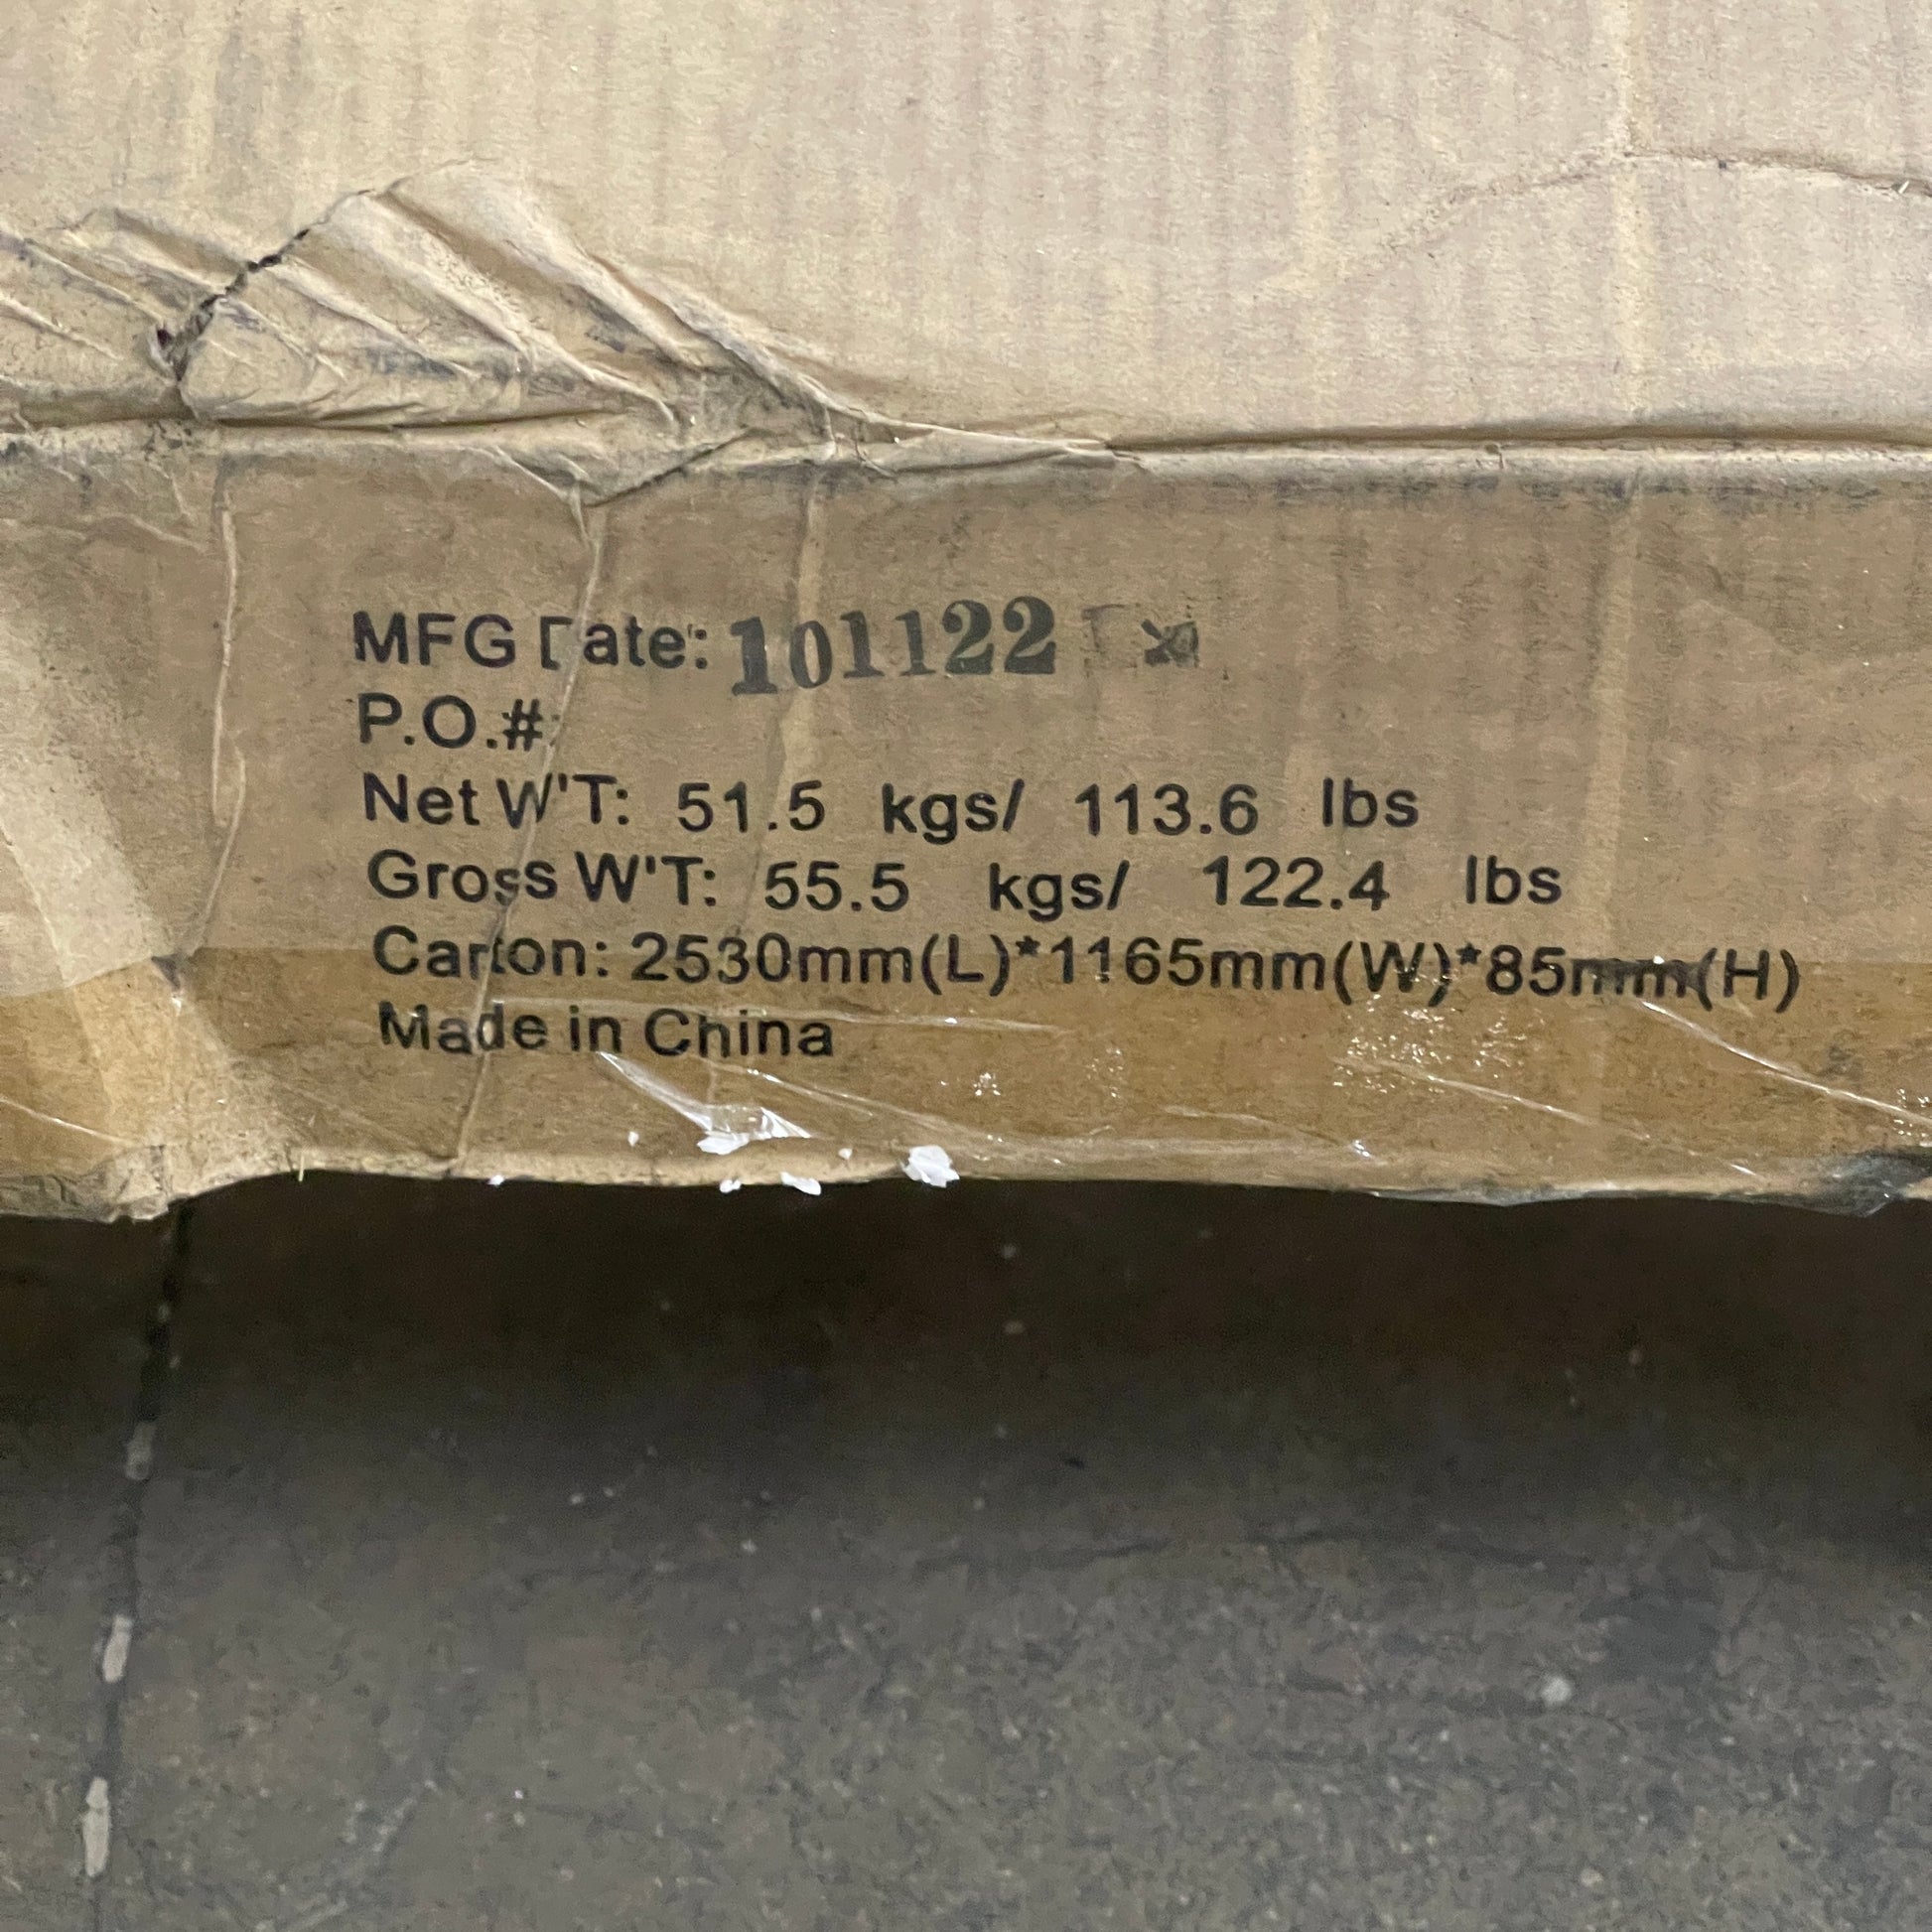 MFG Date: 101122
P.O.#:
Net W'T: 51.5 kgs/ 113.6 lbs
Gross W'T: 55.5 kgs/ 122.4 lbs
Carton: 2530mm(L)*1165mm(W)*85mm(H)
Made in China